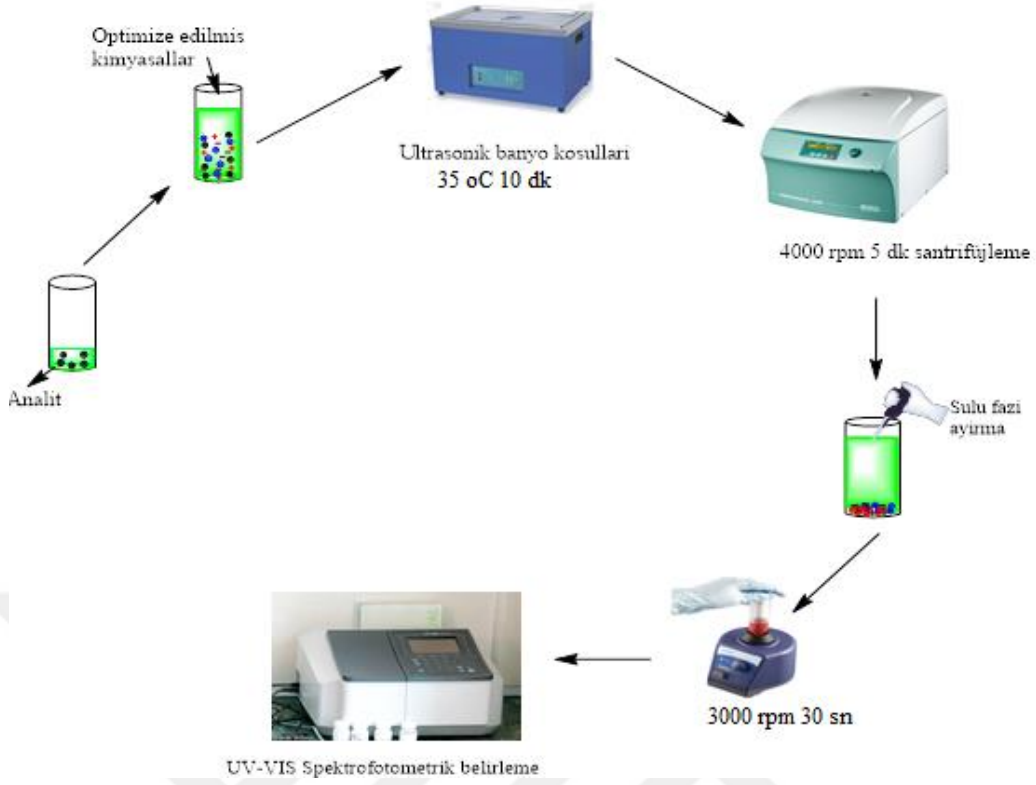 Optimize edilmis
kimyasallar
Ultrasonik banyo kosullari
35 oC 10 dk
4000 rpm 5 dk santrifüjleme
Analit
Sulu fazi
ayirma
3000 rpm 30 sn
UV-VIS Spektrofotometrik belirleme